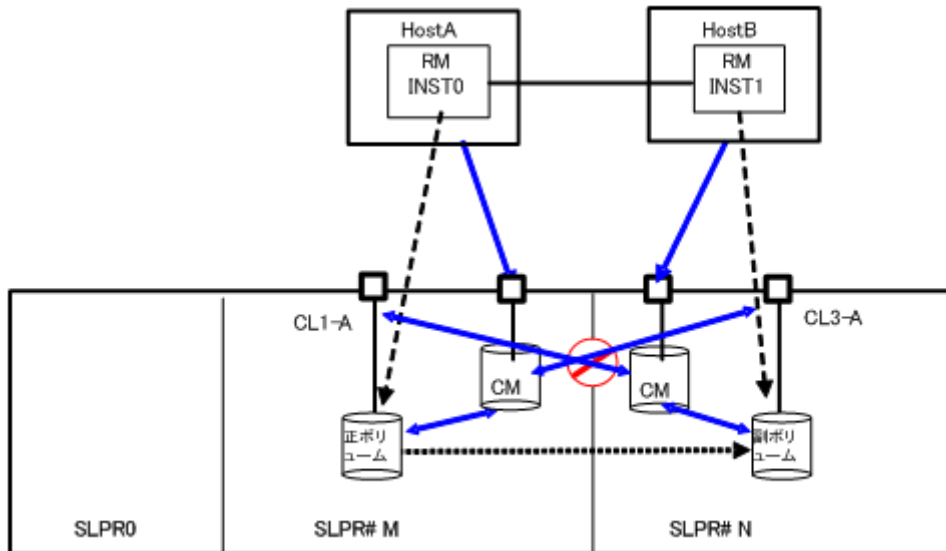 HostA
RM
INST0
HostB
RM
INST1
CL1-A
CL3-A
CM
CM
正ボリ
ューム
副ボリ
ューム
SLPR0
SLPR# M
SLPR# N